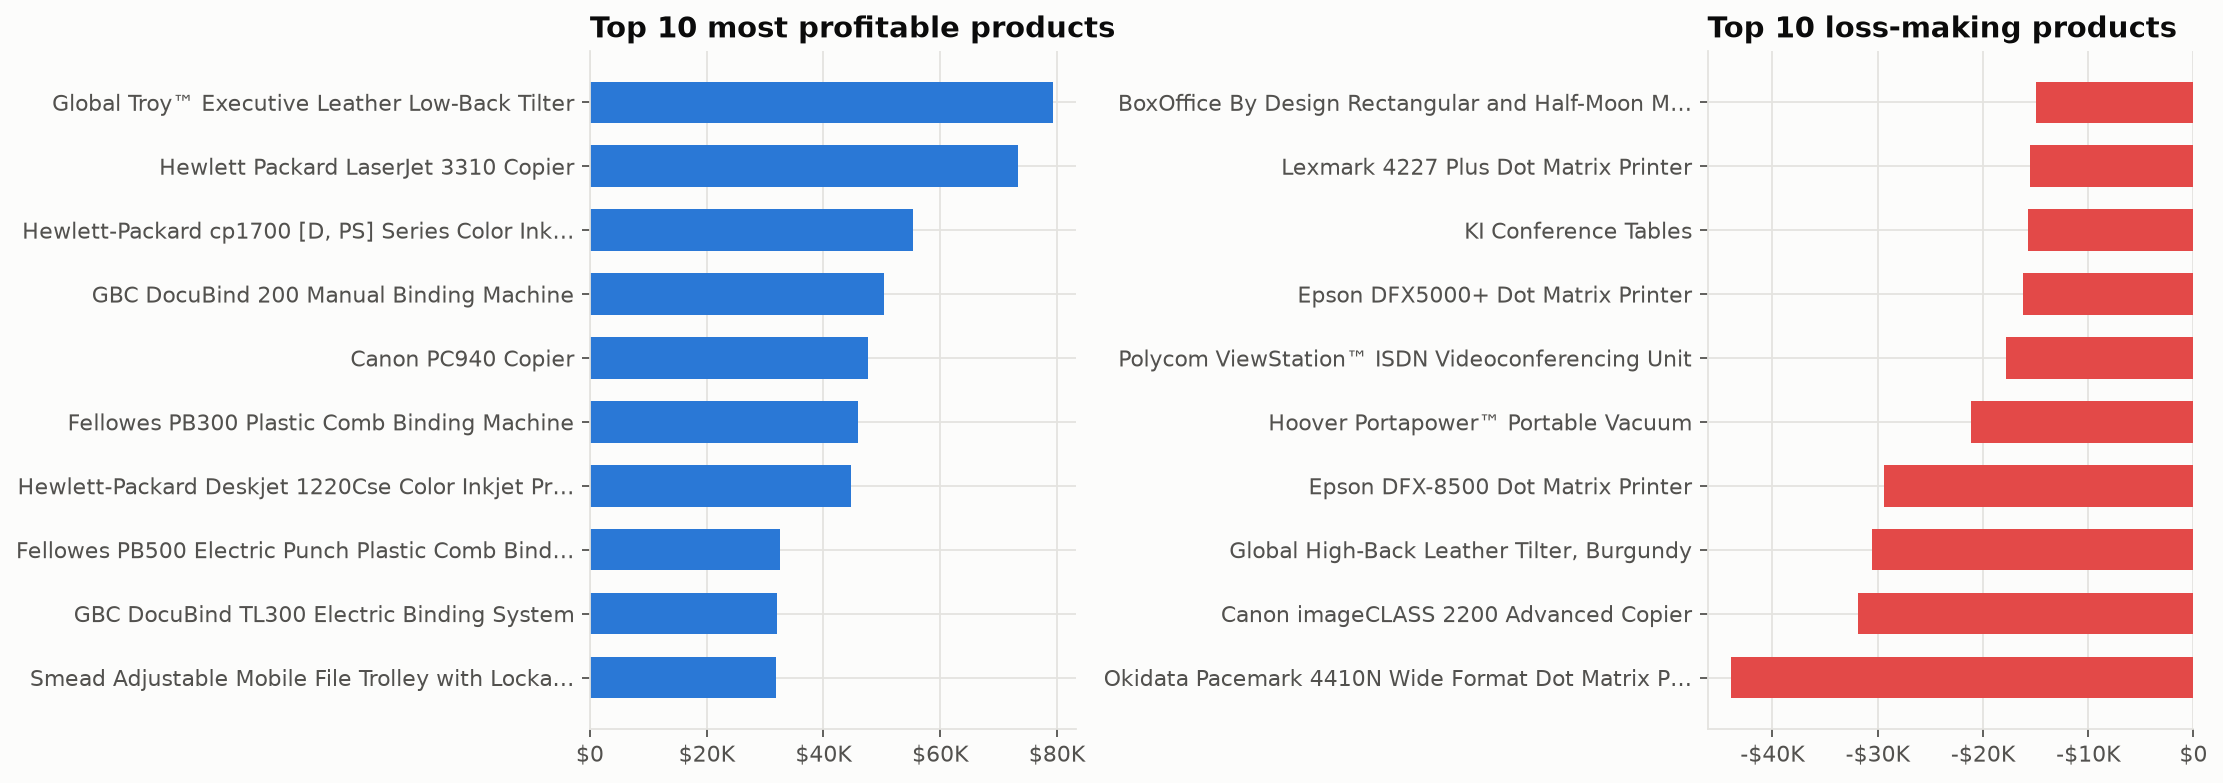 Top 10 most profitable products
Global Troy™ Executive Leather Low-Back Tilter
Hewlett Packard LaserJet 3310 Copier
Hewlett-Packard cp1700 [D, PS] Series Color Ink…
GBC DocuBind 200 Manual Binding Machine
Canon PC940 Copier
Fellowes PB300 Plastic Comb Binding Machine
Hewlett-Packard Deskjet 1220Cse Color Inkjet Pr…
Fellowes PB500 Electric Punch Plastic Comb Bind…
GBC DocuBind TL300 Electric Binding System
Smead Adjustable Mobile File Trolley with Locka…
$0 $20K $40K $60K $80K
Top 10 loss-making products
BoxOffice By Design Rectangular and Half-Moon M…
Lexmark 4227 Plus Dot Matrix Printer
KI Conference Tables
Epson DFX5000+ Dot Matrix Printer
Polycom ViewStation™ ISDN Videoconferencing Unit
Hoover Portapower™ Portable Vacuum
Epson DFX-8500 Dot Matrix Printer
Global High-Back Leather Tilter, Burgundy
Canon imageCLASS 2200 Advanced Copier
Okidata Pacemark 4410N Wide Format Dot Matrix P…
-$40K -$30K -$20K -$10K $0